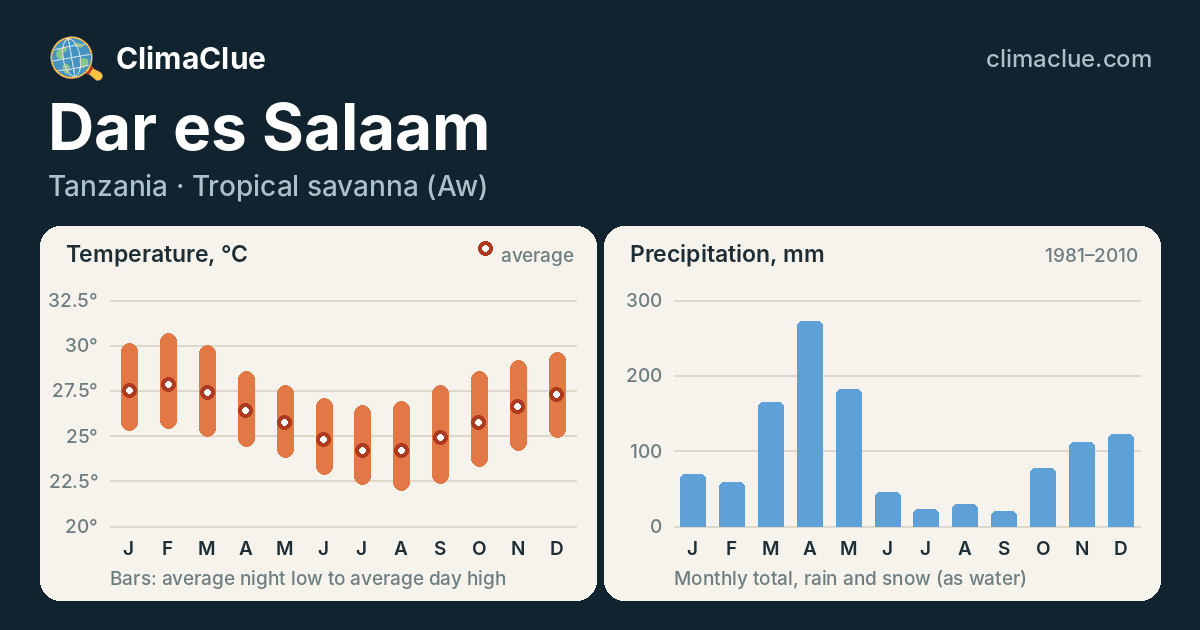 ClimaClue
climaclue.com
Dar es Salaam
Tanzania · Tropical savanna (Aw)
Temperature, °C
average
32.5°
30°
27.5°
25°
22.5°
20°
J F M A M J J A S O N D
Bars: average night low to average day high
Precipitation, mm
1981–2010
300
200
100
0
J F M A M J J A S O N D
Monthly total, rain and snow (as water)